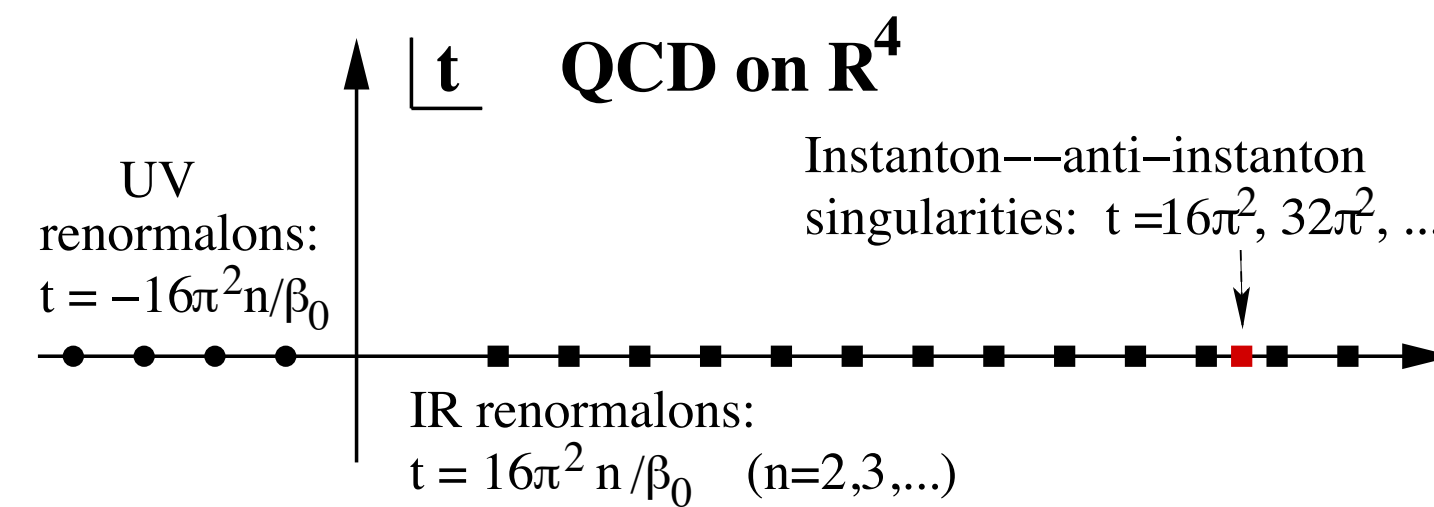 t
QCD on R⁴
Instanton−−anti−instanton
singularities: t =16π², 32π², ...
UV
renormalons:
t = −16π²n/β₀
IR renormalons:
t = 16π² n /β₀ (n=2,3,...)